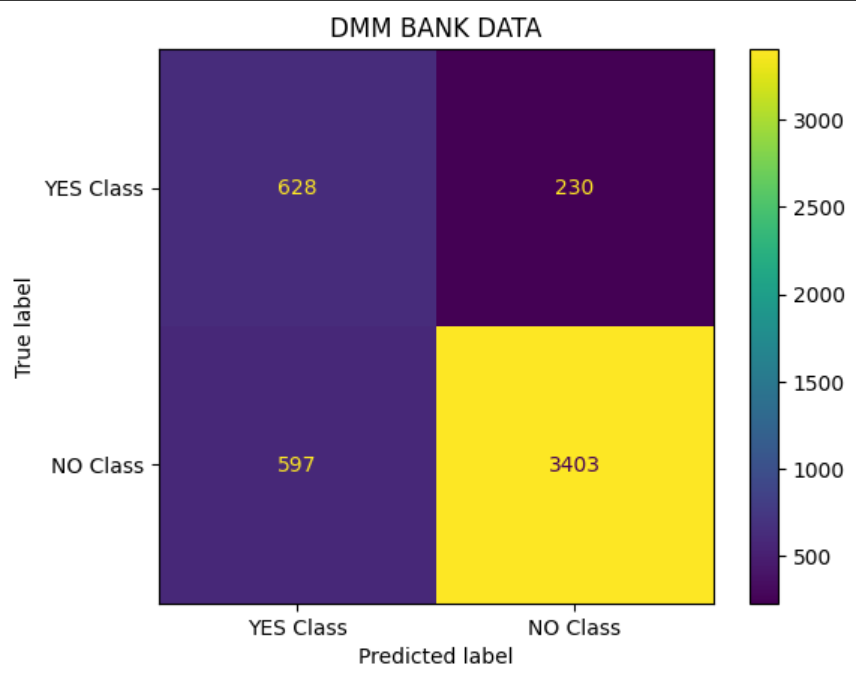 DMM BANK DATA
YES Class
628
230
NO Class
597
3403
True label
YES Class
NO Class
Predicted label
3000
2500
2000
1500
1000
500